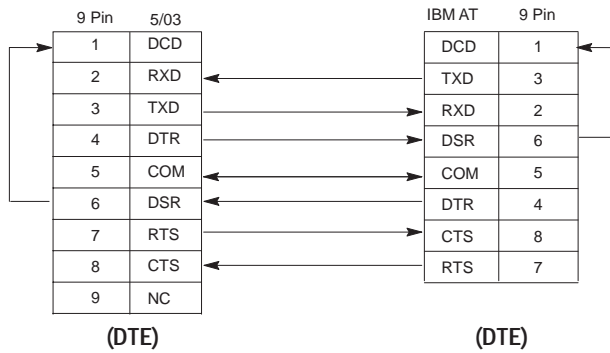 9 Pin 5/03 IBM AT 9 Pin
1 DCD DCD 1
2 RXD TXD 3
3 TXD RXD 2
4 DTR DSR 6
5 COM COM 5
6 DSR DTR 4
7 RTS CTS 8
8 CTS RTS 7
9 NC
(DTE) (DTE)